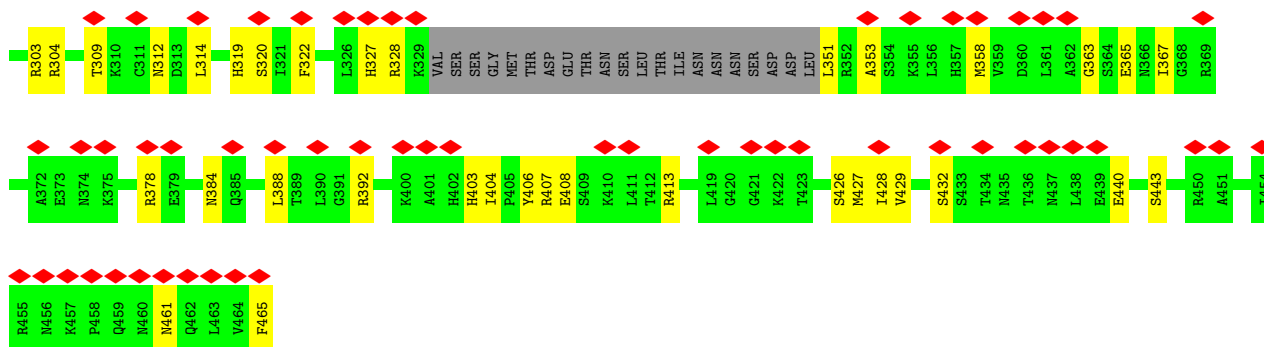 R303 R304 T309 K310 C311 N312 D313 L314 H319 S320 I321 F322 L326 H327 R328 K329 VAL SER SER GLY MET THR ASP GLU THR ASN SER LEU THR ILE ASN ASN ASN SER ASP ASP LEU L351 R352 A353 S354 K355 L356 H357 M358 V359 D360 L361 A362 G363 S364 E365 N366 I367 G368 R369
A372 E373 N374 K375 R378 E379 N384 Q385 L388 T389 L390 G391 R392 K400 A401 H402 H403 I404 P405 Y406 R407 E408 S409 K410 L411 T412 R413 L419 G420 G421 K422 T423 S426 M427 I428 V429 S432 S433 T434 N435 T436 N437 L438 E439 E440 S443 R450 A451 I454
R455 N456 K457 P458 Q459 N460 N461 Q462 L463 V464 F465